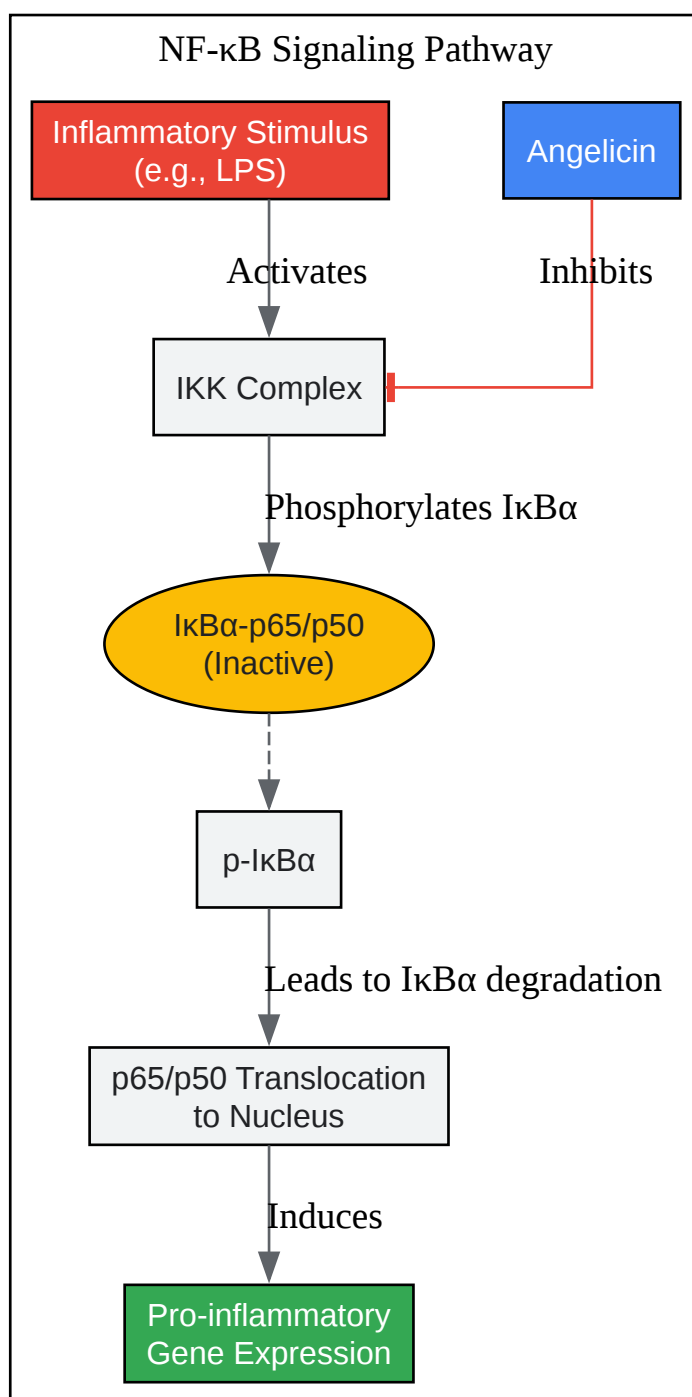 NF-κB Signaling Pathway
Inflammatory Stimulus
(e.g., LPS)
Angelicin
Activates
Inhibits
IKK Complex
Phosphorylates IκBα
IκBα-p65/p50
(Inactive)
p-IκBα
Leads to IκBα degradation
p65/p50 Translocation
to Nucleus
Induces
Pro-inflammatory
Gene Expression